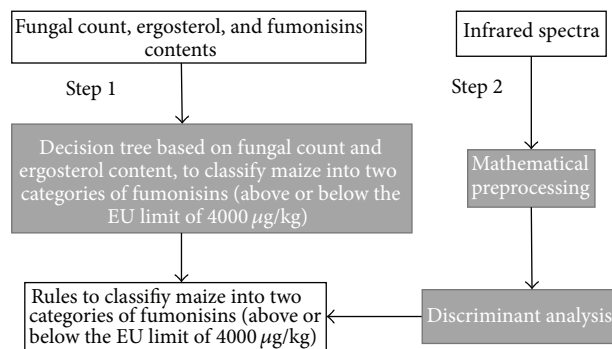 Fungal count, ergosterol, and fumonisins
contents
Step 1
Decision tree based on fungal count and
ergosterol content, to classify maize into two
categories of fumonisins (above or below the
EU limit of 4000 μg/kg)
Rules to classifiy maize into two
categories of fumonisins (above or
below the EU limit of 4000 μg/kg)
Infrared spectra
Step 2
Mathematical
preprocessing
Discriminant analysis